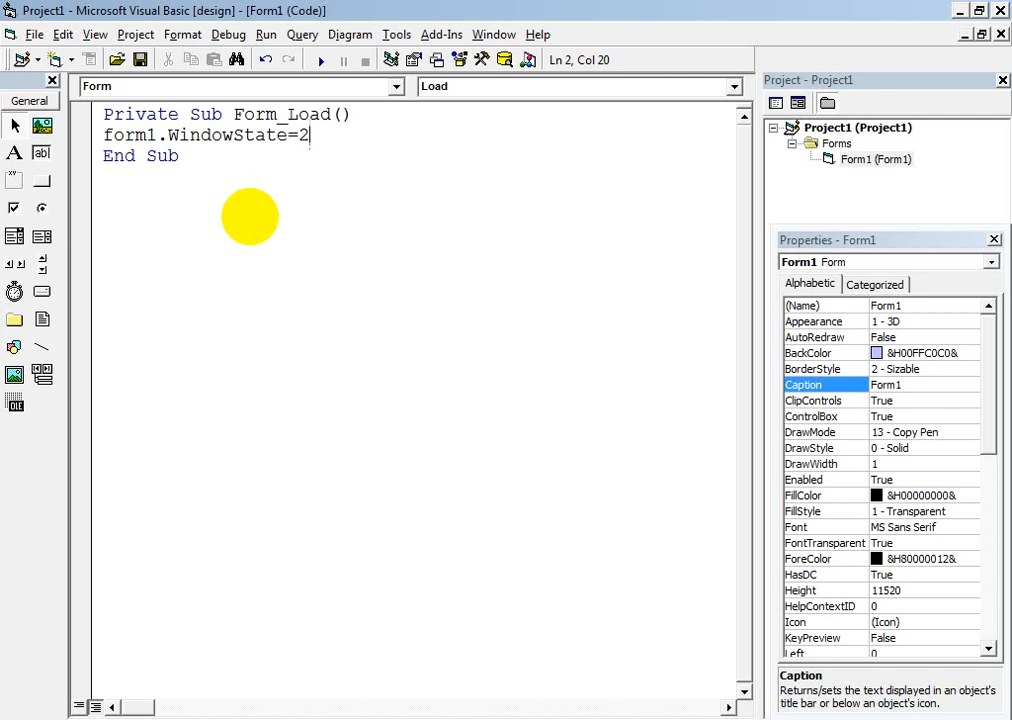 Project1 - Microsoft Visual Basic [design] - [Form1 (Code)]
File Edit View Project Format Debug Run Query Diagram Tools Add-Ins Window Help
Ln 2, Col 20
General
Form
Load
Private Sub Form_Load()
form1.WindowState=2
End Sub
Project - Project1
Project1 (Project1)
Forms
Form1 (Form1)
Properties - Form1
Form1 Form
Alphabetic Categorized
(Name) Form1
Appearance 1 - 3D
AutoRedraw False
BackColor &H00FFC0C0&
BorderStyle 2 - Sizable
Caption Form1
ClipControls True
ControlBox True
DrawMode 13 - Copy Pen
DrawStyle 0 - Solid
DrawWidth 1
Enabled True
FillColor &H00000000&
FillStyle 1 - Transparent
Font MS Sans Serif
FontTransparent True
ForeColor &H80000012&
HasDC True
Height 11520
HelpContextID 0
Icon (Icon)
KeyPreview False
Left 0
Caption
Returns/sets the text displayed in an object's
title bar or below an object's icon.
A
ab|
XY
OLE